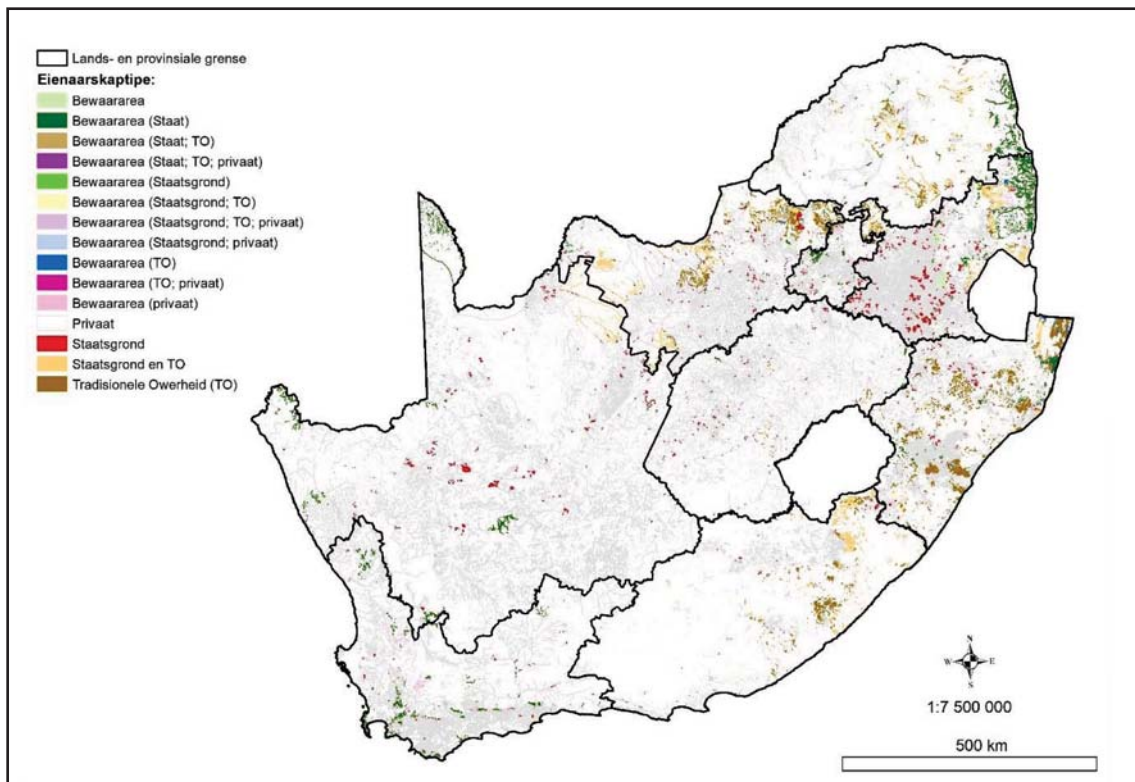 Lands- en provinsiale grense
Eienaarskaptipe:
Bewaararea
Bewaararea (Staat)
Bewaararea (Staat; TO)
Bewaararea (Staat; TO; privaat)
Bewaararea (Staatsgrond)
Bewaararea (Staatsgrond; TO)
Bewaararea (Staatsgrond; TO; privaat)
Bewaararea (Staatsgrond; privaat)
Bewaararea (TO)
Bewaararea (TO; privaat)
Bewaararea (privaat)
Privaat
Staatsgrond
Staatsgrond en TO
Tradisionele Owerheid (TO)
N
W E
S
1:7 500 000
500 km